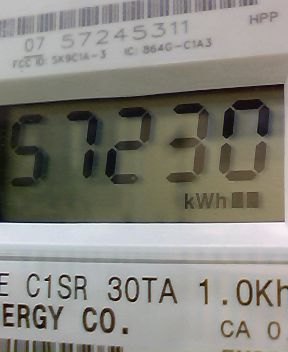 HPP
07 57245311
FCC ID: SK9C1A-3 IC: 864G-C1A3
57230
kWh
E C1SR 30TA 1.0Kh
ERGY CO.
CA 0.